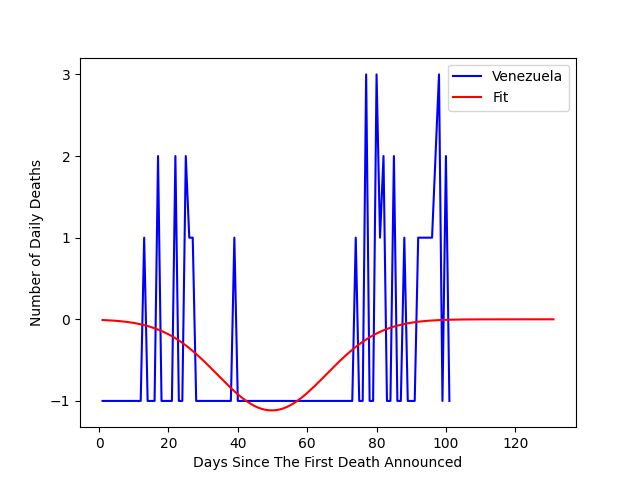 Venezuela
Fit
Number of Daily Deaths
3
2
1
0
−1
0 20 40 60 80 100 120
Days Since The First Death Announced